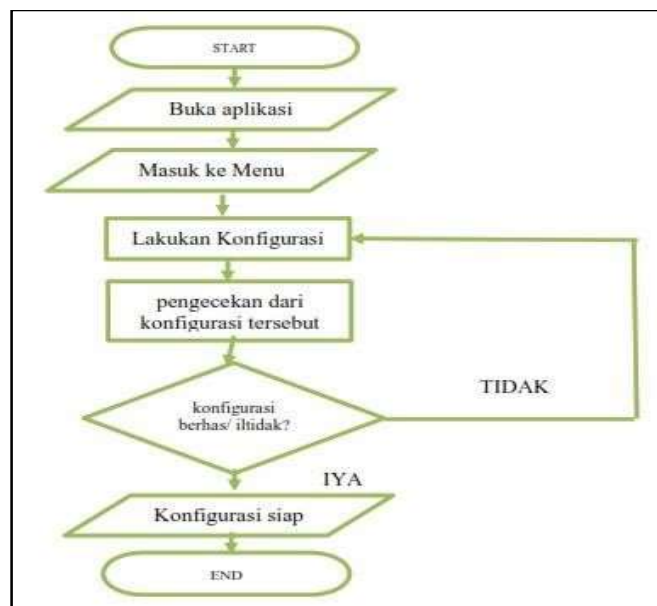 START
Buka aplikasi
Masuk ke Menu
Lakukan Konfigurasi
pengecekan dari
konfigurasi tersebut
konfigurasi
berhas/ iltidak?
TIDAK
IYA
Konfigurasi siap
END